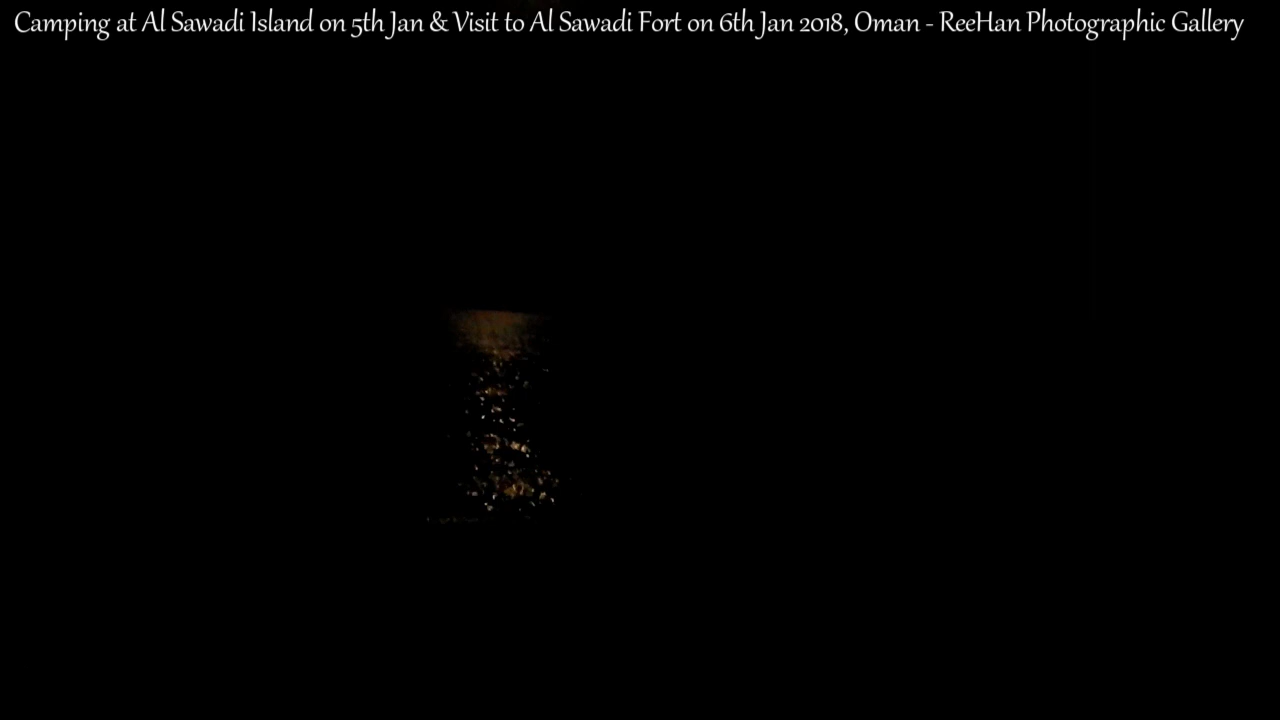 Camping at Al Sawadi Island on 5th Jan & Visit to Al Sawadi Fort on 6th Jan 2018, Oman - ReeHan Photographic Gallery